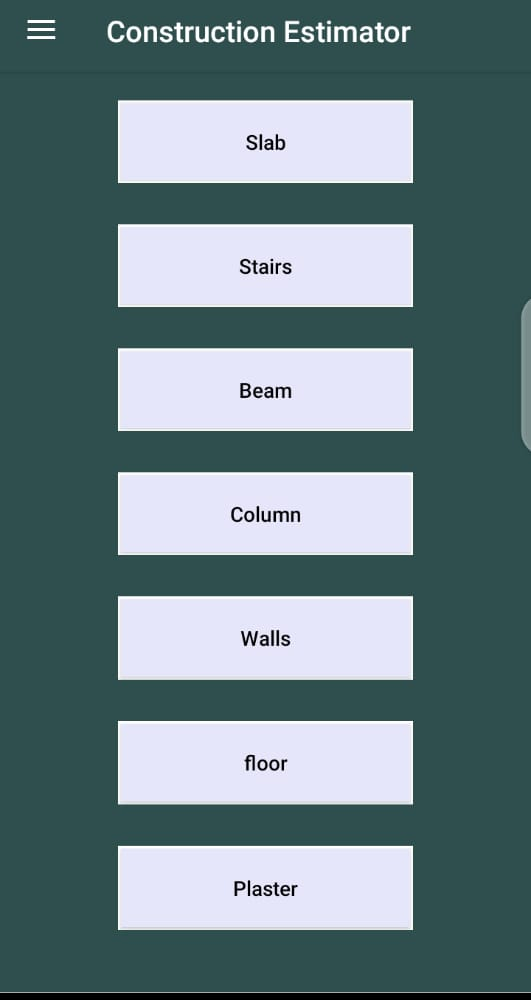 Construction Estimator
Slab
Stairs
Beam
Column
Walls
floor
Plaster